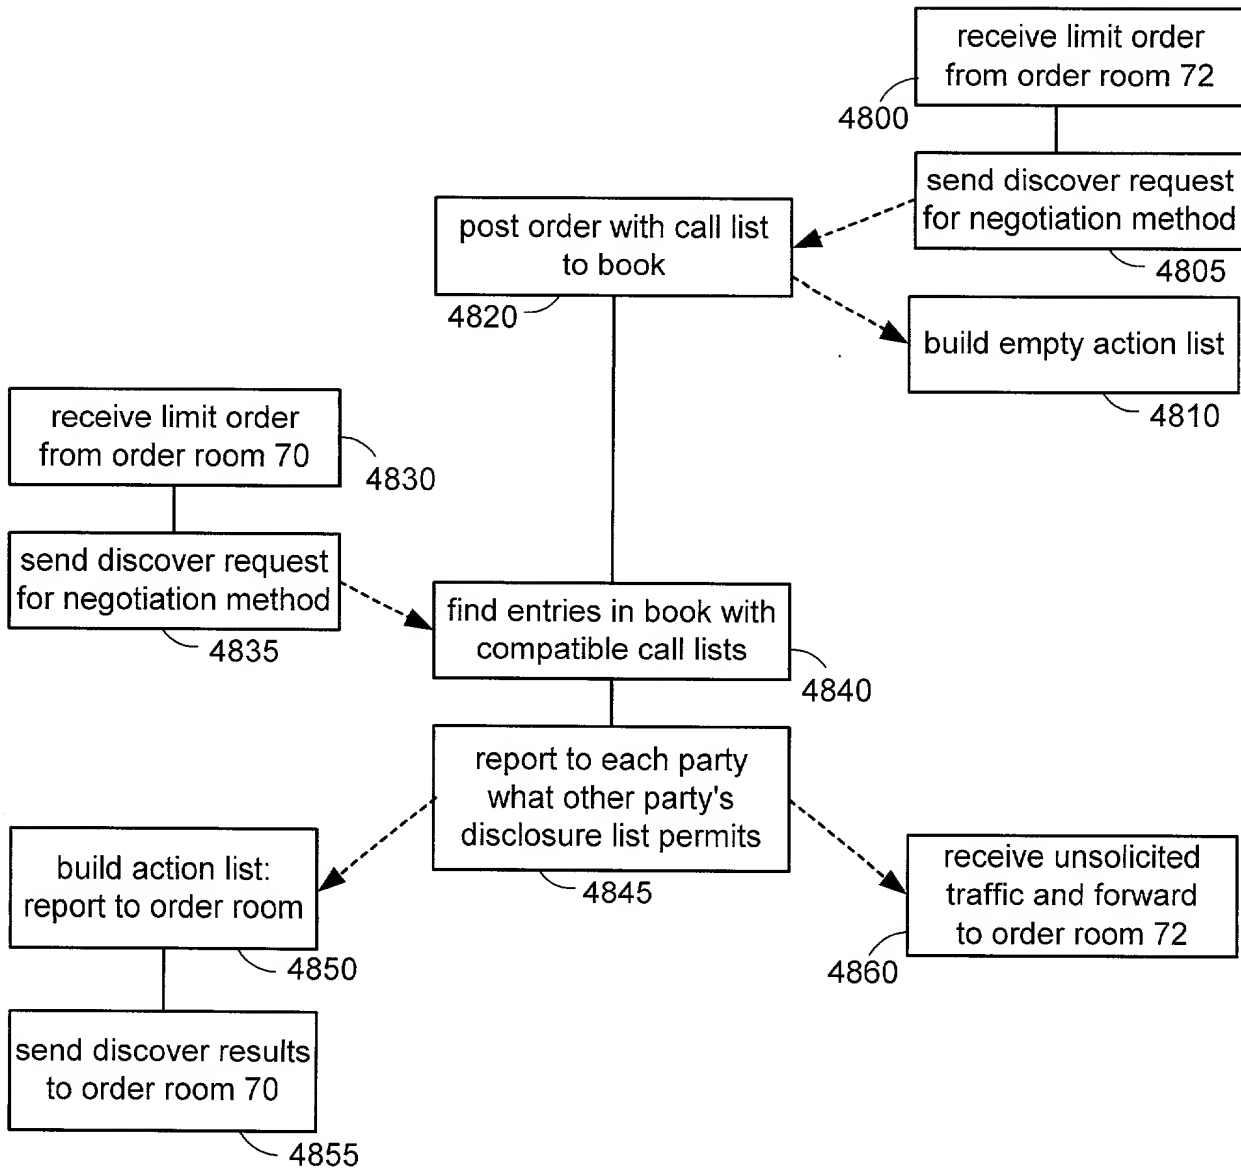 receive limit order
from order room 72
4800
send discover request
for negotiation method
4805
post order with call list
to book
4820
build empty action list
4810
receive limit order
from order room 70
4830
send discover request
for negotiation method
4835
find entries in book with
compatible call lists
4840
report to each party
what other party's
disclosure list permits
4845
build action list:
report to order room
4850
receive unsolicited
traffic and forward
to order room 72
4860
send discover results
to order room 70
4855